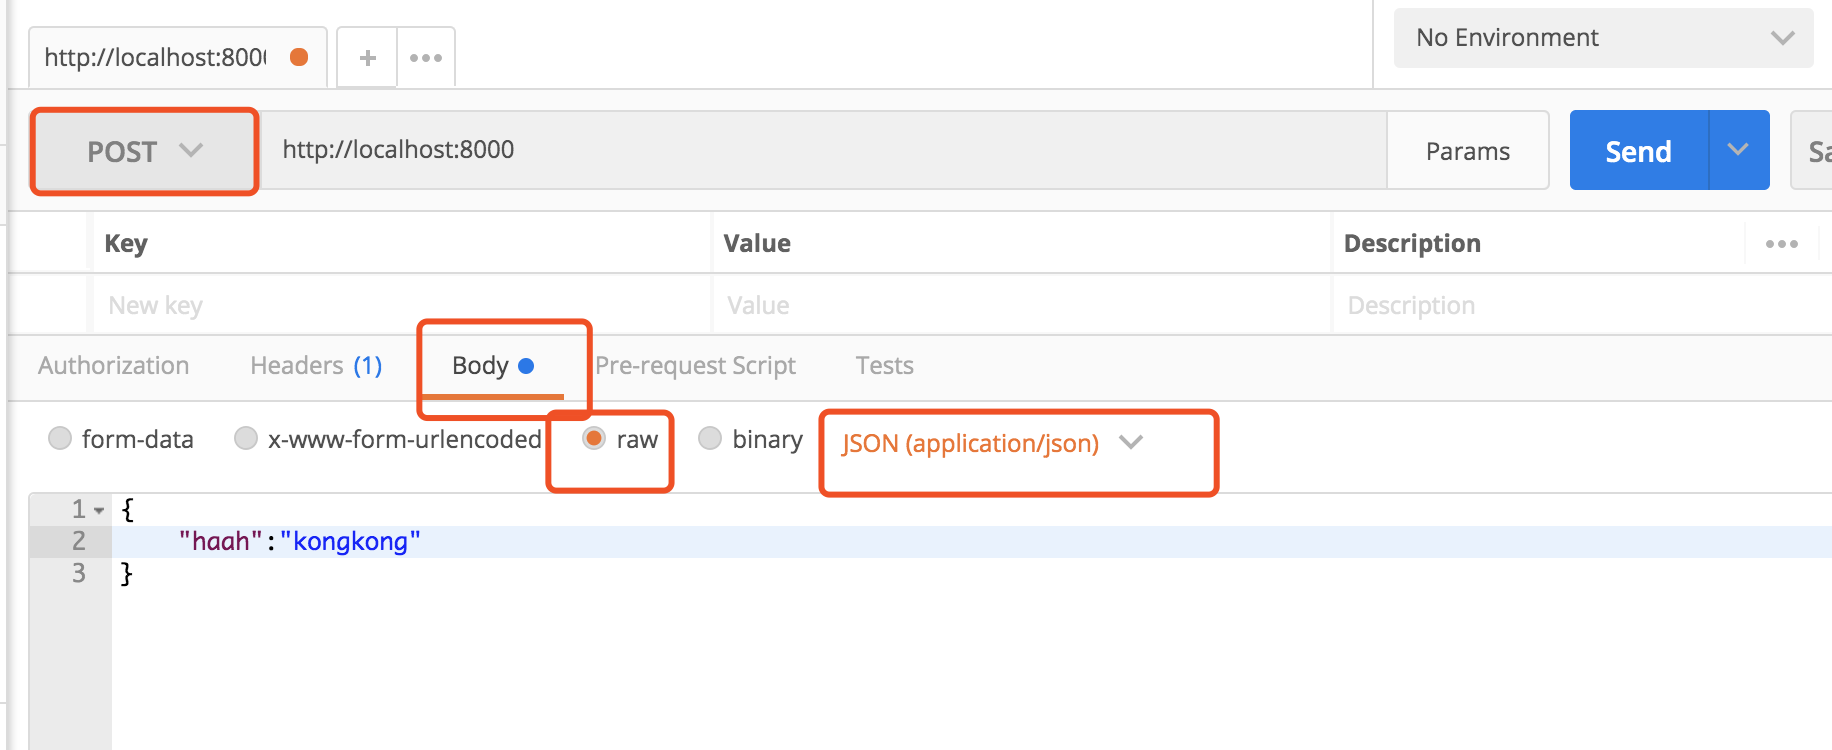 http://localhost:800
No Environment
POST http://localhost:8000 Params Send Sa
Key Value Description
New key Value Description
Authorization Headers (1) Body Pre-request Script Tests
form-data x-www-form-urlencoded raw binary JSON (application/json)
1 {
2 "haah":"kongkong"
3 }